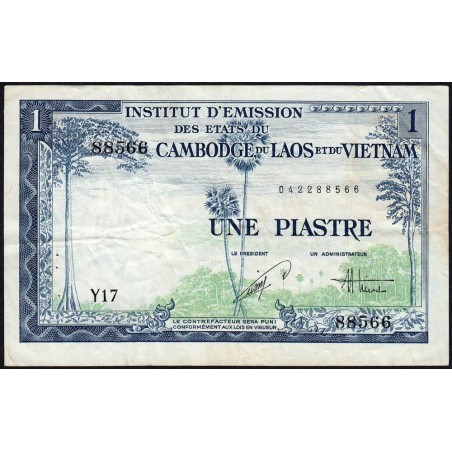 1 INSTITUT D'EMISSION 1
DES ETATS DU
88566 CAMBODGE DU LAOS ET DU VIETNAM
042288566
UNE PIASTRE
LE PRESIDENT UN ADMINISTRATEUR
Y17
88566
LE CONTREFACTEUR SERA PUNI
CONFORMÉMENT AUX LOIS EN VIGUEUR